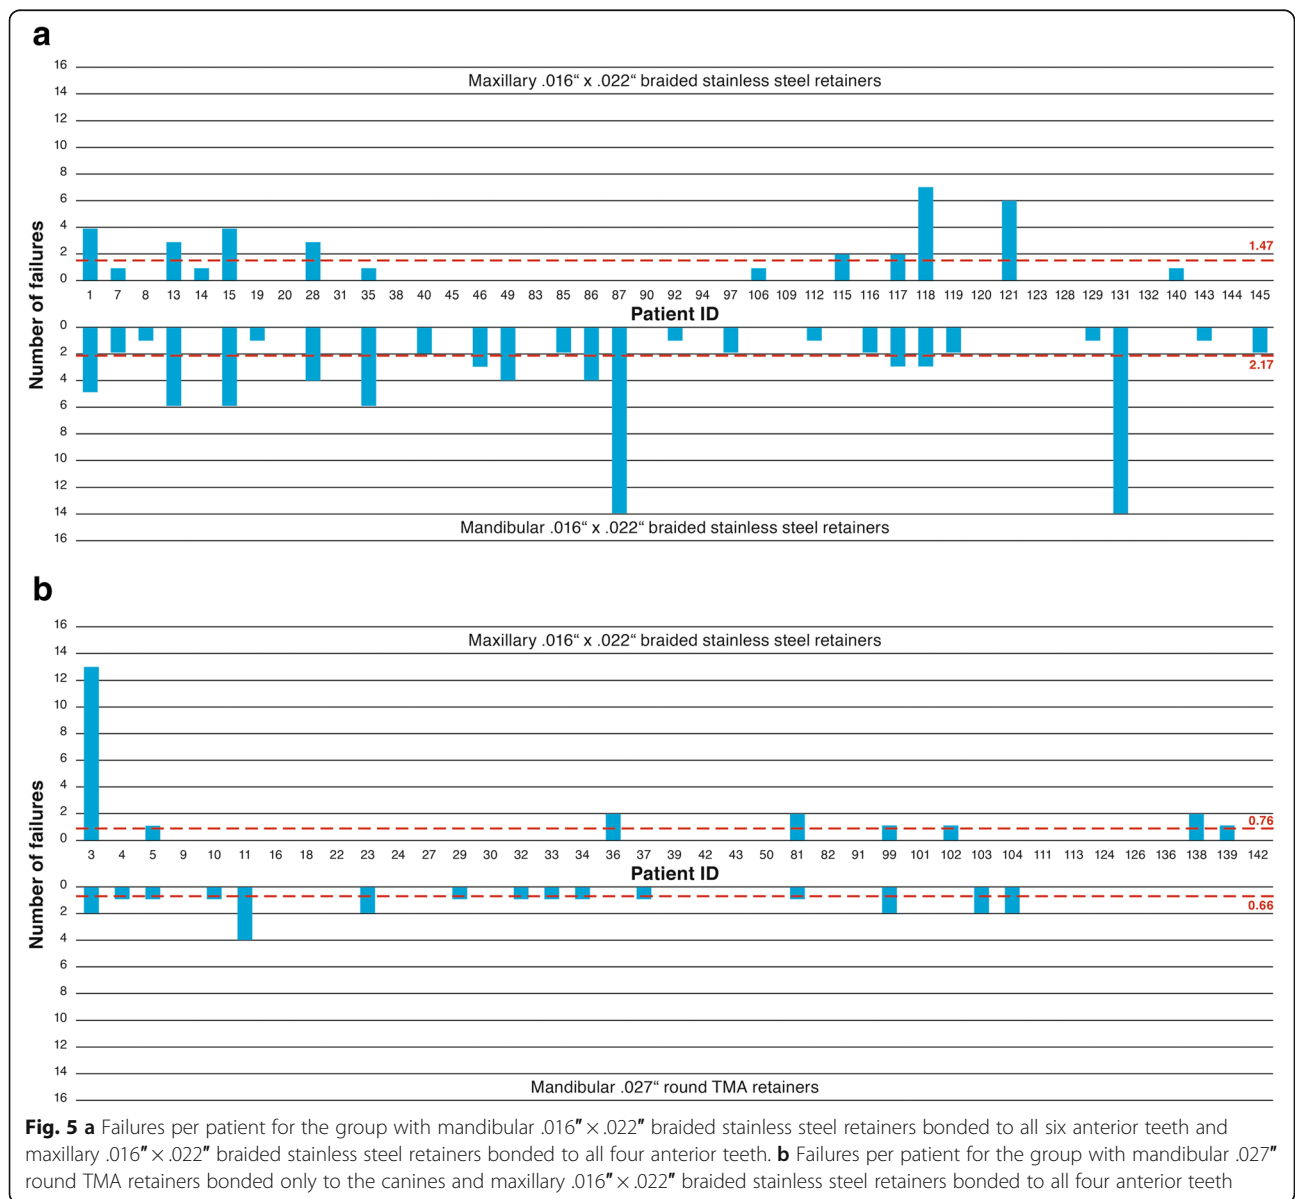 a
16
Maxillary .016“ x .022“ braided stainless steel retainers
14
12
10
8
6
4
2
1.47
0
1 7 8 13 14 15 19 20 28 31 35 38 40 45 46 49 83 85 86 87 90 92 94 97 106 109 112 115 116 117 118 119 120 121 123 128 129 131 132 140 143 144 145
Patient ID
Number of failures
0
2
2.17
4
6
8
10
12
14
Mandibular .016“ x .022“ braided stainless steel retainers
16
b
16
Maxillary .016“ x .022“ braided stainless steel retainers
14
12
10
8
6
4
2
0.76
0
3 4 5 9 10 11 16 18 22 23 24 27 29 30 32 33 34 36 37 39 42 43 50 81 82 91 99 101 102 103 104 111 113 124 126 136 138 139 142
Patient ID
Number of failures
0
0.66
2
4
6
8
10
12
14
Mandibular .027“ round TMA retainers
16
Fig. 5 a Failures per patient for the group with mandibular .016″ × .022″ braided stainless steel retainers bonded to all six anterior teeth and
maxillary .016″ × .022″ braided stainless steel retainers bonded to all four anterior teeth. b Failures per patient for the group with mandibular .027″
round TMA retainers bonded only to the canines and maxillary .016″ × .022″ braided stainless steel retainers bonded to all four anterior teeth